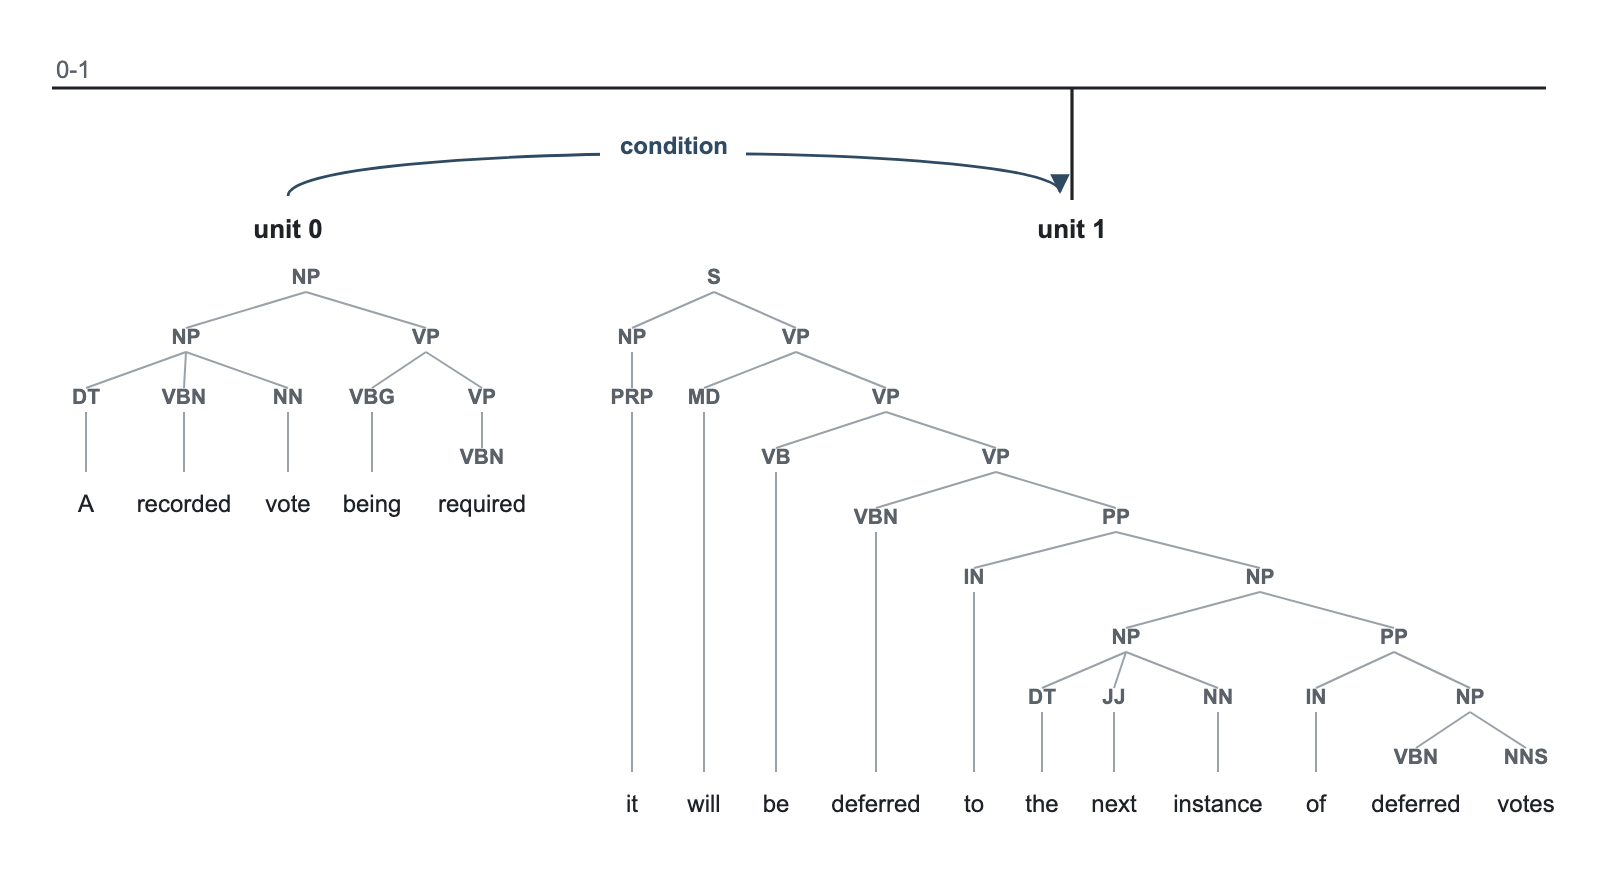 0-1
condition
unit 0 unit 1
NP S
NP VP NP VP
DT VBN NN VBG VP PRP MD VP
VBN VB VP
A recorded vote being required VBN PP
IN NP
NP PP
DT JJ NN IN NP
VBN NNS
it will be deferred to the next instance of deferred votes